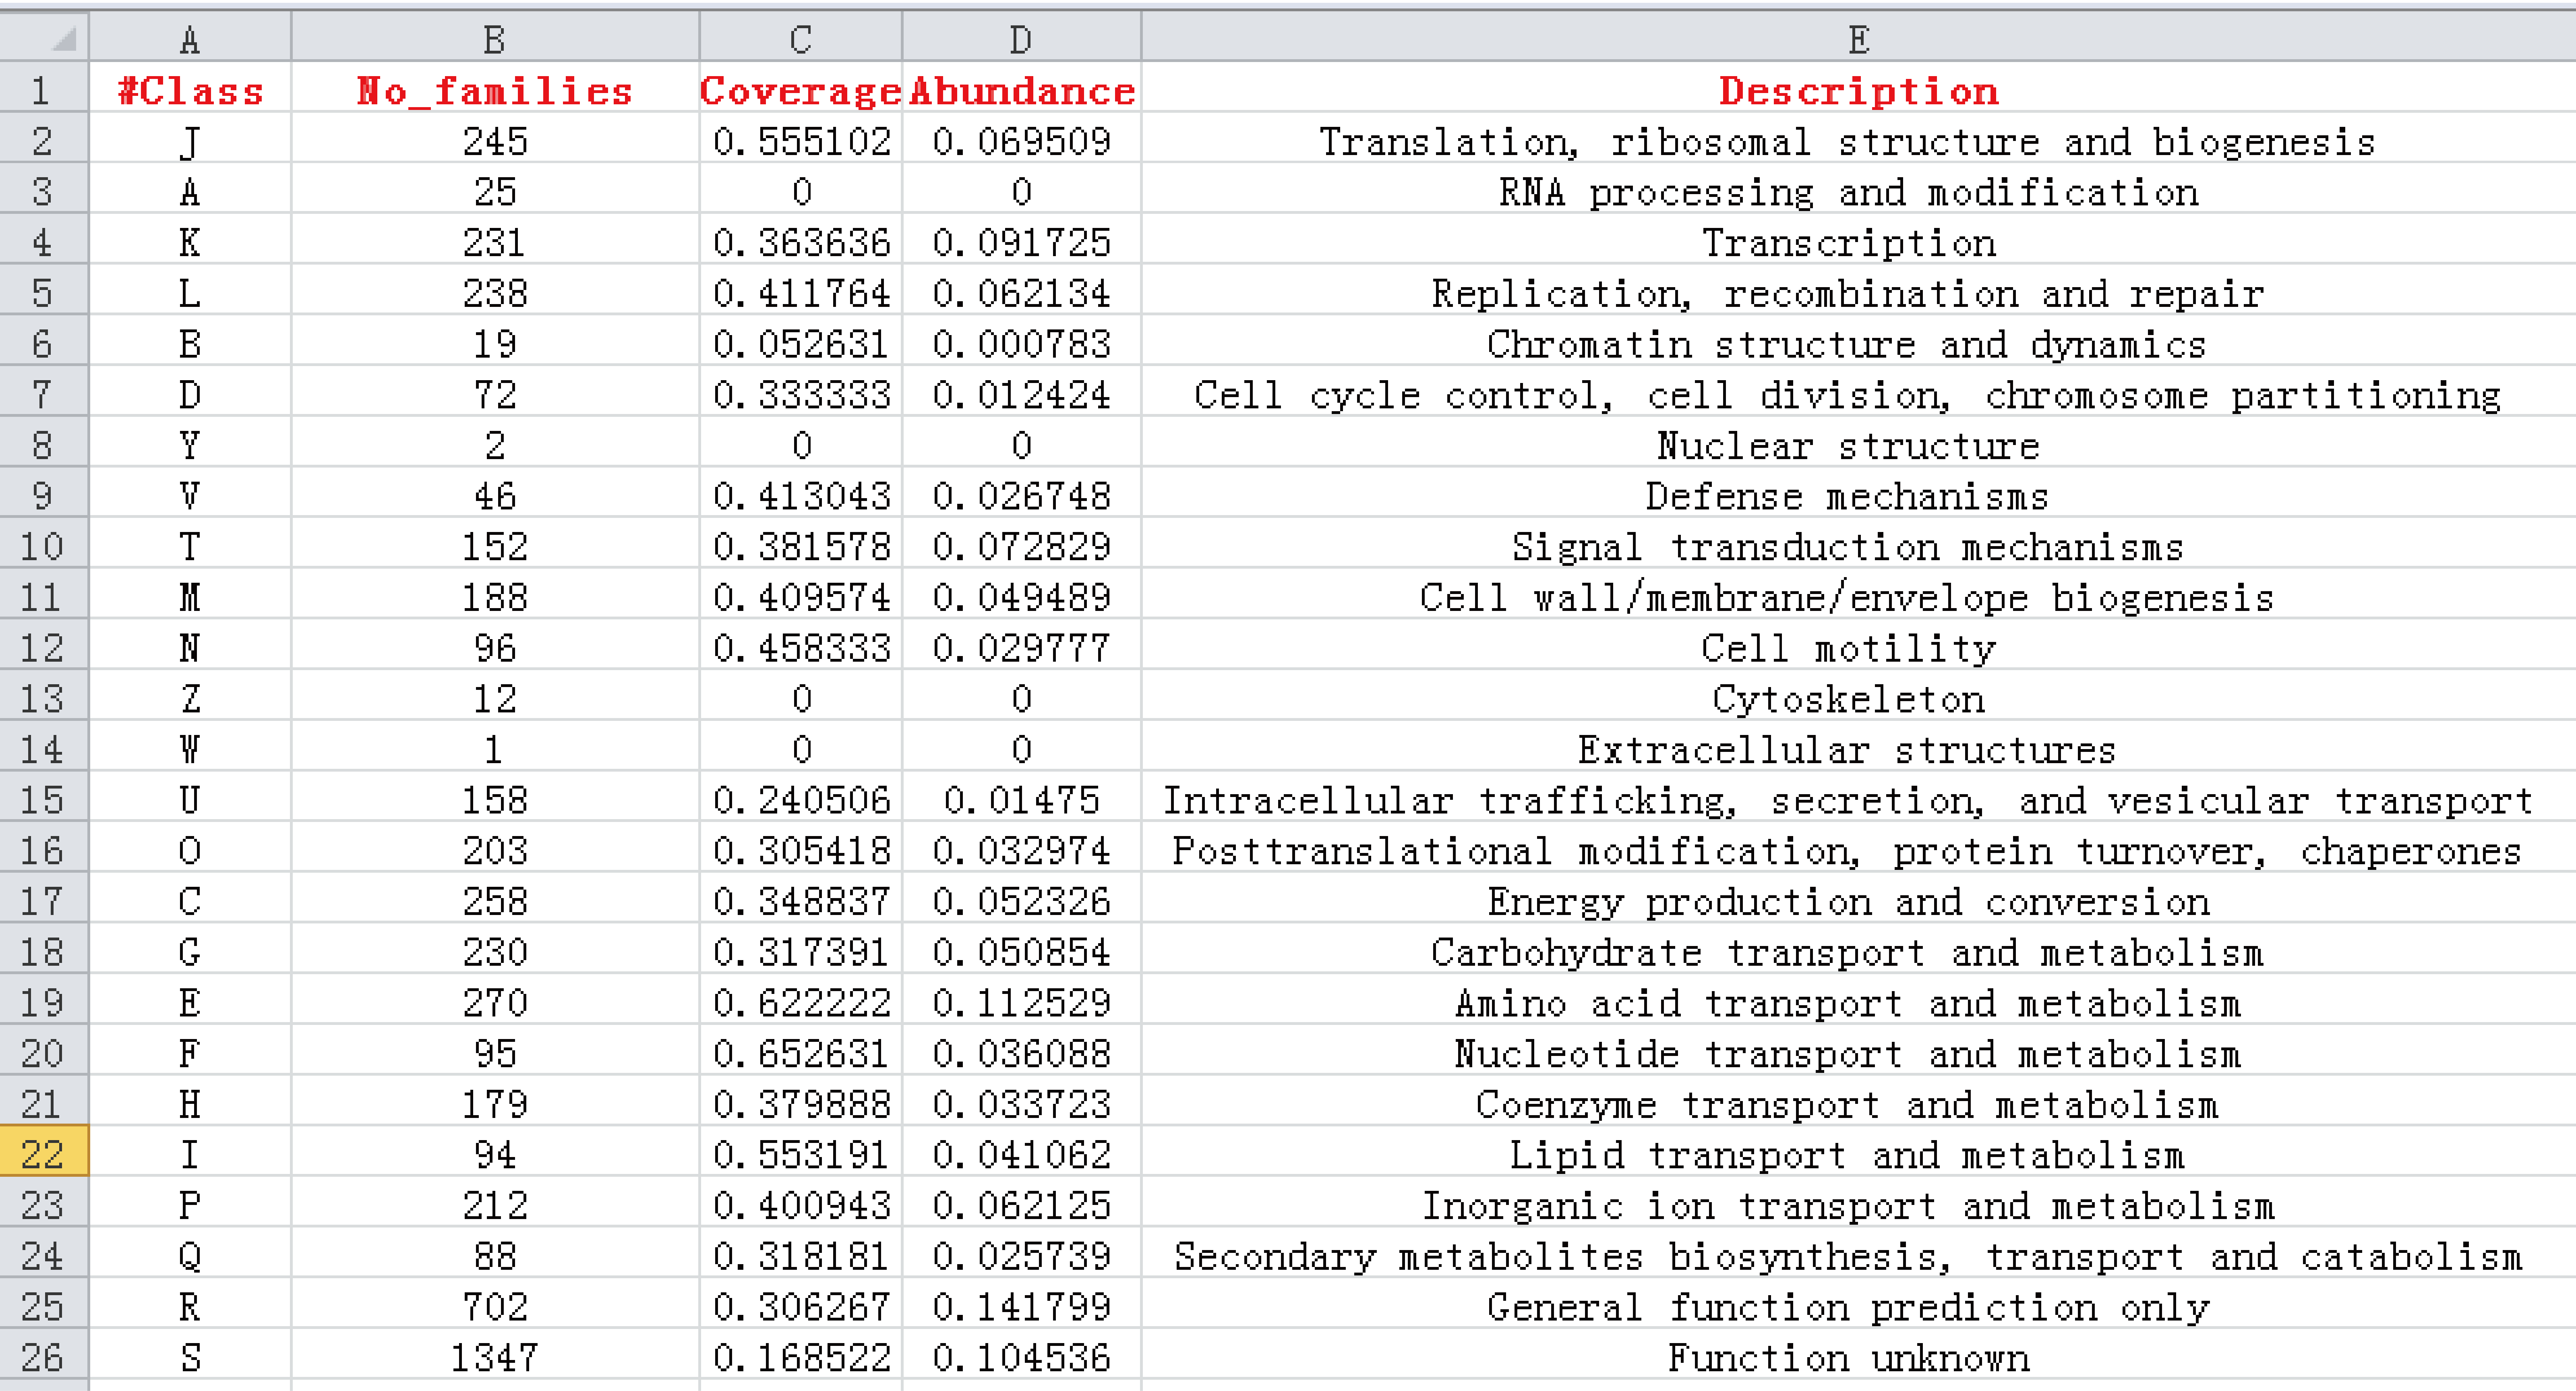 A B C D E
1 #Class No_families Coverage Abundance Description
2 J 245 0.555102 0.069509 Translation, ribosomal structure and biogenesis
3 A 25 0 0 RNA processing and modification
4 K 231 0.363636 0.091725 Transcription
5 L 238 0.411764 0.062134 Replication, recombination and repair
6 B 19 0.052631 0.000783 Chromatin structure and dynamics
7 D 72 0.333333 0.012424 Cell cycle control, cell division, chromosome partitioning
8 Y 2 0 0 Nuclear structure
9 V 46 0.413043 0.026748 Defense mechanisms
10 T 152 0.381578 0.072829 Signal transduction mechanisms
11 M 188 0.409574 0.049489 Cell wall/membrane/envelope biogenesis
12 N 96 0.458333 0.029777 Cell motility
13 Z 12 0 0 Cytoskeleton
14 W 1 0 0 Extracellular structures
15 U 158 0.240506 0.01475 Intracellular trafficking, secretion, and vesicular transport
16 O 203 0.305418 0.032974 Posttranslational modification, protein turnover, chaperones
17 C 258 0.348837 0.052326 Energy production and conversion
18 G 230 0.317391 0.050854 Carbohydrate transport and metabolism
19 E 270 0.622222 0.112529 Amino acid transport and metabolism
20 F 95 0.652631 0.036088 Nucleotide transport and metabolism
21 H 179 0.379888 0.033723 Coenzyme transport and metabolism
22 I 94 0.553191 0.041062 Lipid transport and metabolism
23 P 212 0.400943 0.062125 Inorganic ion transport and metabolism
24 Q 88 0.318181 0.025739 Secondary metabolites biosynthesis, transport and catabolism
25 R 702 0.306267 0.141799 General function prediction only
26 S 1347 0.168522 0.104536 Function unknown